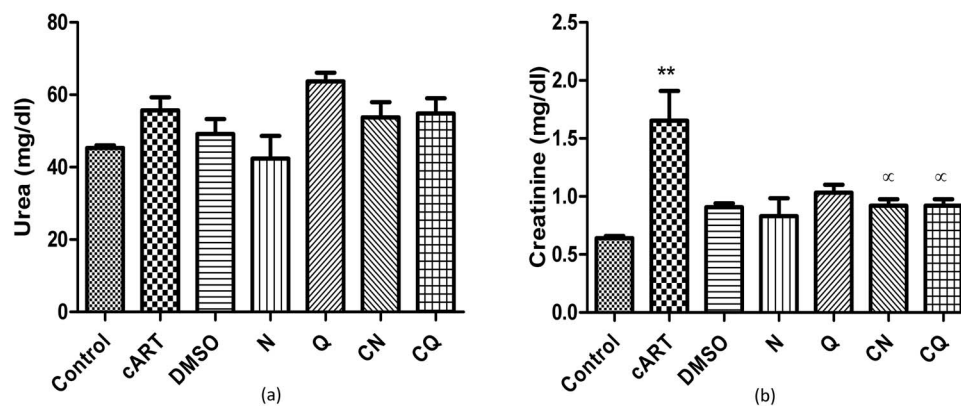 Urea (mg/dl)
80
60
40
20
0
Control
cART
DMSO
N
Q
CN
CQ
(a)
Creatinine (mg/dl)
2.5
2.0
1.5
1.0
0.5
0.0
**
∝
∝
Control
cART
DMSO
N
Q
CN
CQ
(b)